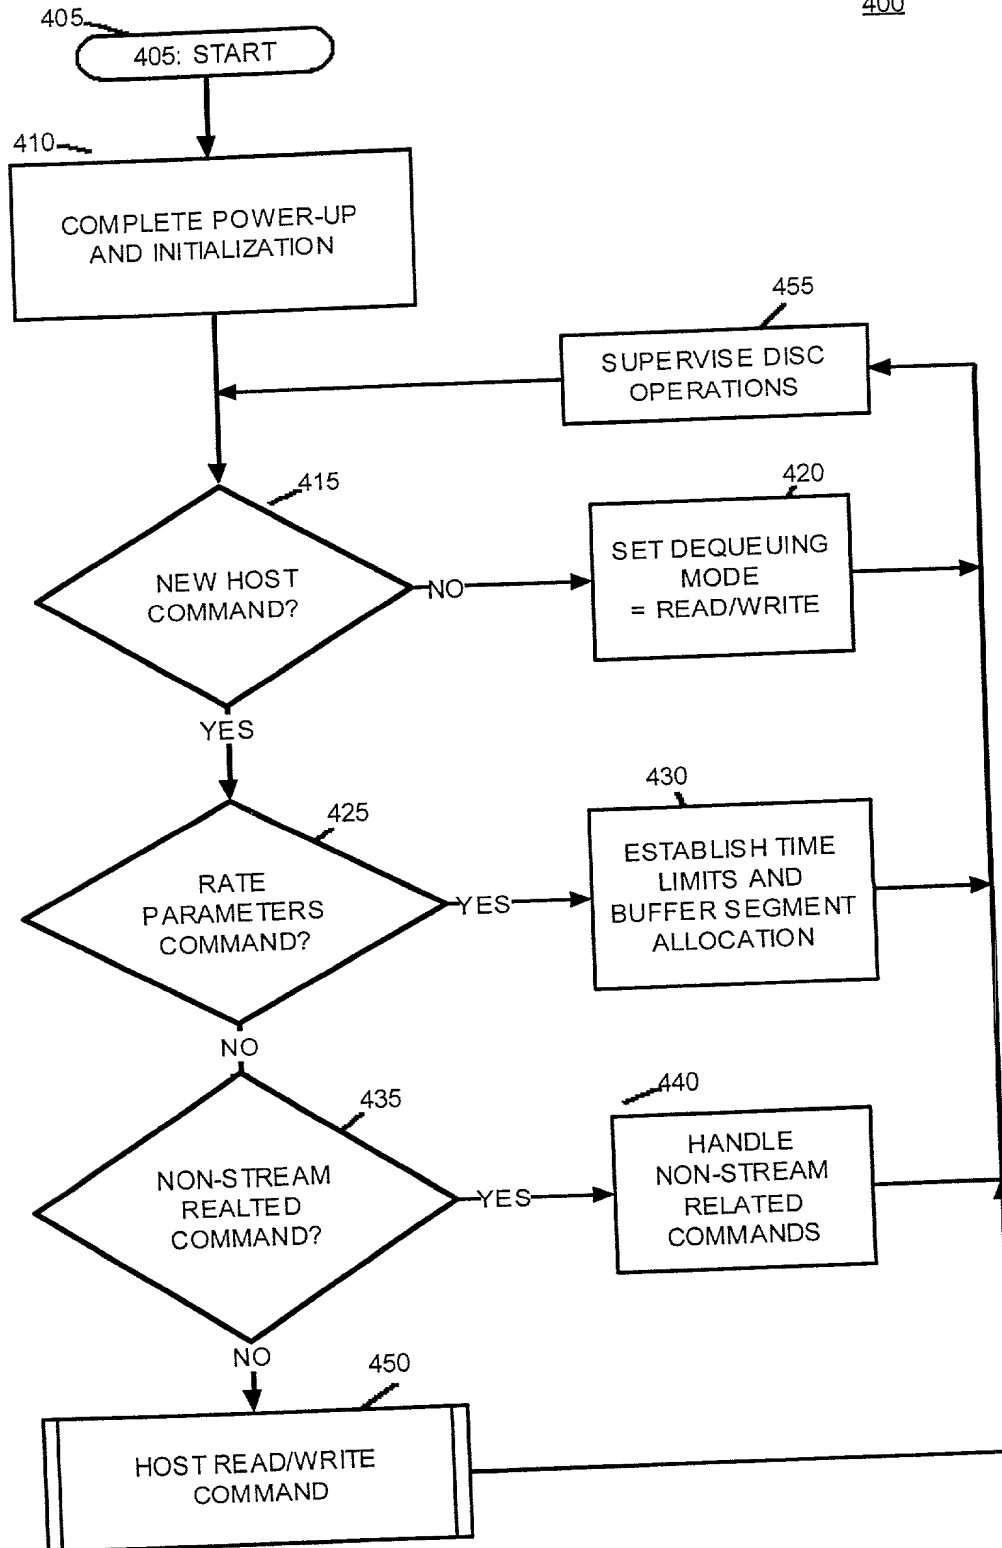 400
405
405: START
410
COMPLETE POWER-UP
AND INITIALIZATION
455
SUPERVISE DISC
OPERATIONS
415
NEW HOST
COMMAND?
NO
420
SET DEQUEUING
MODE
= READ/WRITE
YES
425
RATE
PARAMETERS
COMMAND?
YES
430
ESTABLISH TIME
LIMITS AND
BUFFER SEGMENT
ALLOCATION
NO
435
NON-STREAM
REALTED
COMMAND?
YES
440
HANDLE
NON-STREAM
RELATED
COMMANDS
NO
450
HOST READ/WRITE
COMMAND